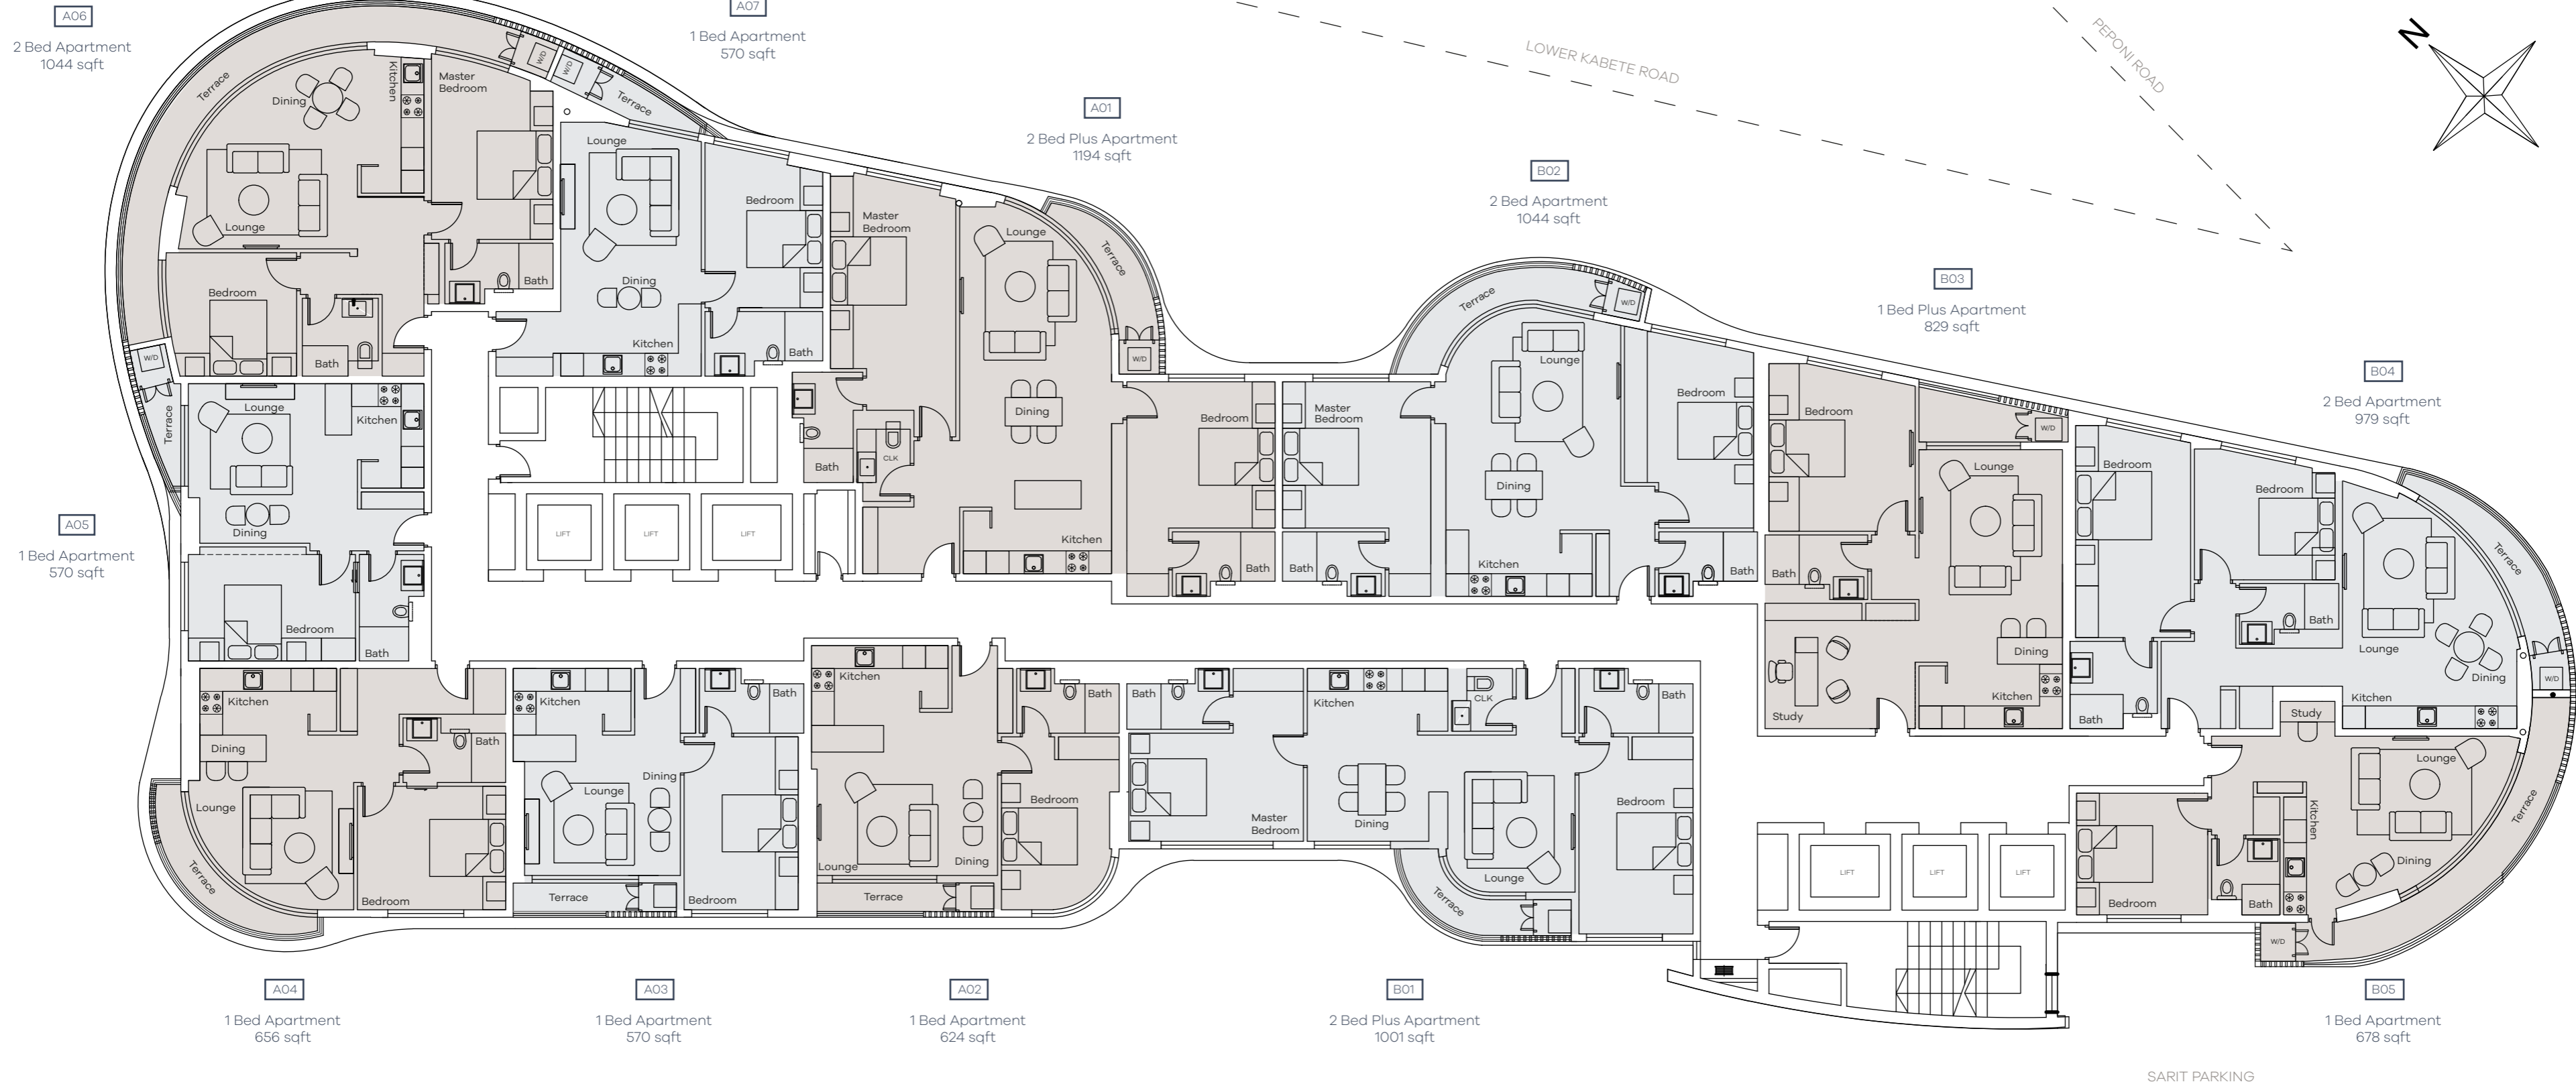 A06
2 Bed Apartment
1044 sqft
A07
1 Bed Apartment
570 sqft
A01
2 Bed Plus Apartment
1194 sqft
LOWER KABETE ROAD
PEPONI ROAD
N
B02
2 Bed Apartment
1044 sqft
B03
1 Bed Plus Apartment
829 sqft
B04
2 Bed Apartment
979 sqft
A05
1 Bed Apartment
570 sqft
Terrace
Dining
Kitchen
Master
Bedroom
W/D
W/D
Terrace
Lounge
Bath
Bedroom
Bath
W/D
Lounge
Dining
Kitchen
Bedroom
Bath
Master
Bedroom
Lounge
Terrace
W/D
Dining
Bath
CLK
Kitchen
Bedroom
Bath
Terrace
W/D
Master
Bedroom
Lounge
Dining
Kitchen
Bath
Bedroom
Bath
Bedroom
W/D
Lounge
Bath
Dining
Kitchen
Study
Bedroom
Bedroom
Bath
Bath
Terrace
Lounge
Dining
W/D
Kitchen
Terrace
Lounge
Kitchen
Dining
Bedroom
Bath
LIFT
LIFT
LIFT
Kitchen
Dining
Bath
Lounge
Terrace
Bedroom
Kitchen
Bath
Dining
Lounge
Terrace
Bedroom
Kitchen
Bath
Bedroom
Lounge
Dining
Terrace
Bath
Kitchen
CLK
Bath
Master
Bedroom
Dining
Lounge
Terrace
Bedroom
LIFT
LIFT
LIFT
Study
Lounge
Kitchen
Terrace
Dining
Bedroom
Bath
W/D
A04
1 Bed Apartment
656 sqft
A03
1 Bed Apartment
570 sqft
A02
1 Bed Apartment
624 sqft
B01
2 Bed Plus Apartment
1001 sqft
B05
1 Bed Apartment
678 sqft
SARIT PARKING